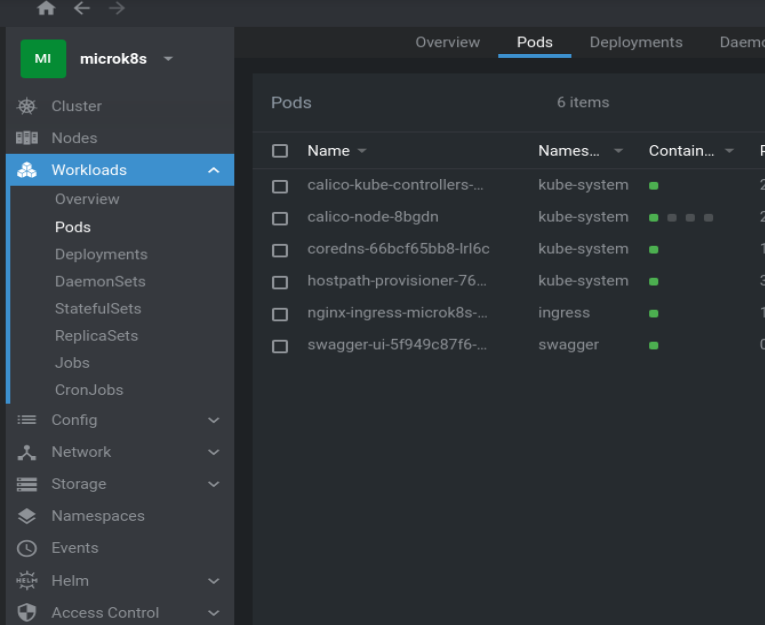 MI microk8s
Cluster
Nodes
Workloads
Overview
Pods
Deployments
DaemonSets
StatefulSets
ReplicaSets
Jobs
CronJobs
Config
Network
Storage
Namespaces
Events
HELM Helm
Access Control
Overview Pods Deployments Daemo
Pods 6 items
Name Names... Contain...
calico-kube-controllers-... kube-system 2
calico-node-8bgdn kube-system 2
coredns-66bcf65bb8-lrl6c kube-system 1
hostpath-provisioner-76... kube-system 3
nginx-ingress-microk8s-... ingress 1
swagger-ui-5f949c87f6-... swagger 0